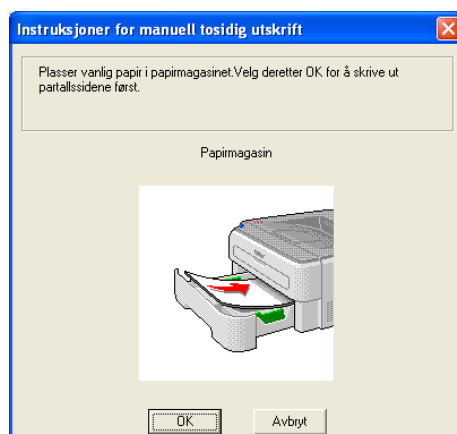 Instruksjoner for manuell tosidig utskrift
Plasser vanlig papir i papirmagasinet.Velg deretter OK for å skrive ut
partallssidene først.
Papirmagasin
OK
Avbryt